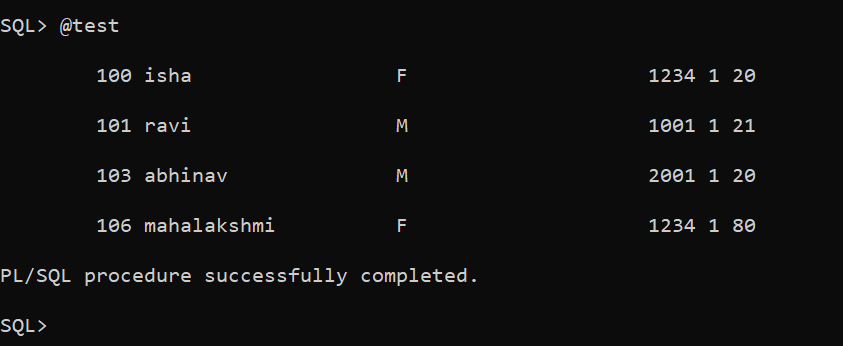 SQL> @test
100 isha F 1234 1 20
101 ravi M 1001 1 21
103 abhinav M 2001 1 20
106 mahalakshmi F 1234 1 80
PL/SQL procedure successfully completed.
SQL>